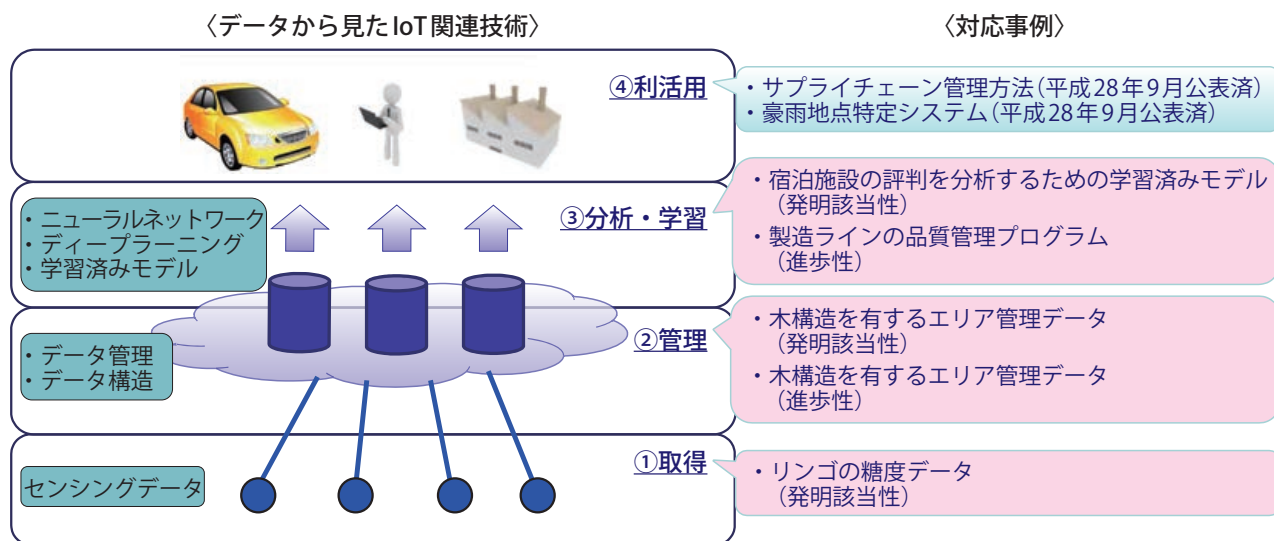 〈データから見たIoT関連技術〉
〈対応事例〉
④利活用
・サプライチェーン管理方法(平成28年9月公表済)
・豪雨地点特定システム(平成28年9月公表済)
・ニューラルネットワーク
・ディープラーニング
・学習済みモデル
③分析・学習
・宿泊施設の評判を分析するための学習済みモデル
(発明該当性)
・製造ラインの品質管理プログラム
(進歩性)
・データ管理
・データ構造
②管理
・木構造を有するエリア管理データ
(発明該当性)
・木構造を有するエリア管理データ
(進歩性)
センシングデータ
①取得
・リンゴの糖度データ
(発明該当性)